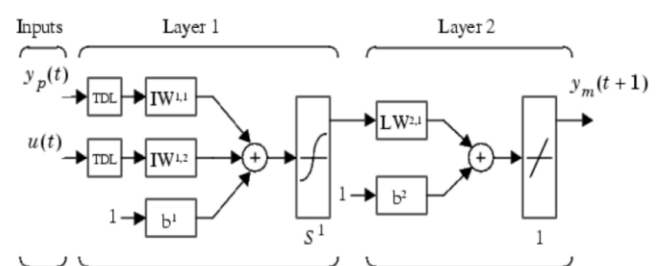 Inputs Layer 1 Layer 2
y_p(t) TDL IW^{1,1} y_m(t+1)
LW^{2,1}
u(t) TDL IW^{1,2} + +
1 b^1 1 b^2
S^1 1